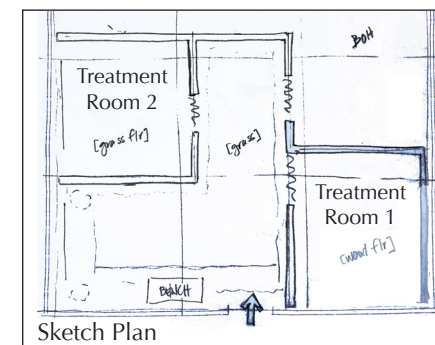 BOH
Treatment
Room 2
[grass flr]
[grass]
Treatment
Room 1
[wood flr]
BENCH
Sketch Plan